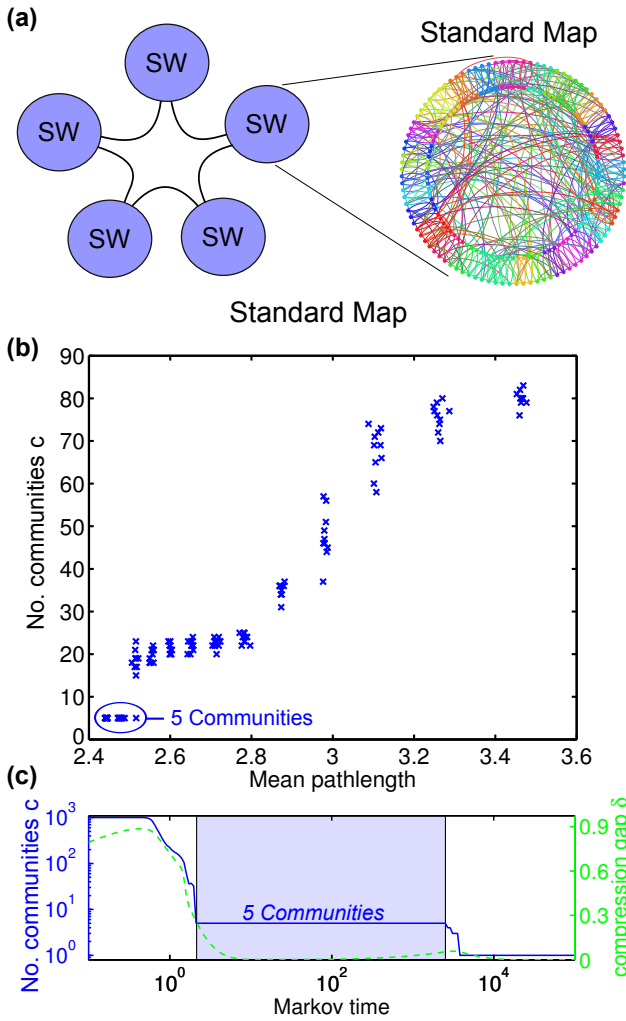 (a)
Standard Map
SW
SW
SW
SW
SW
Standard Map
(b)
No. communities c
90
80
70
60
50
40
30
20
10
0
5 Communities
2.4 2.6 2.8 3 3.2 3.4 3.6
Mean pathlength
(c)
No. communities c
10^3
10^2
10^1
10^0
5 Communities
0.9
0.6
0.3
0
compression gap δ
10^0 10^2 10^4
Markov time